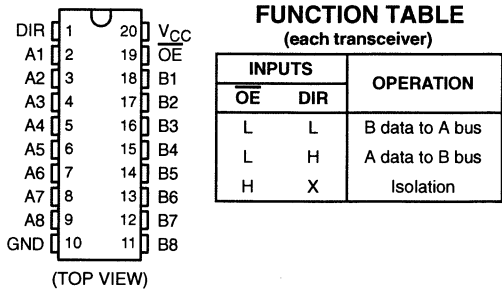 DIR 1 20 VCC
A1 2 19 O̅E̅
A2 3 18 B1
A3 4 17 B2
A4 5 16 B3
A5 6 15 B4
A6 7 14 B5
A7 8 13 B6
A8 9 12 B7
GND 10 11 B8
(TOP VIEW)
FUNCTION TABLE
(each transceiver)
INPUTS OPERATION
O̅E̅ DIR
L L B data to A bus
L H A data to B bus
H X Isolation